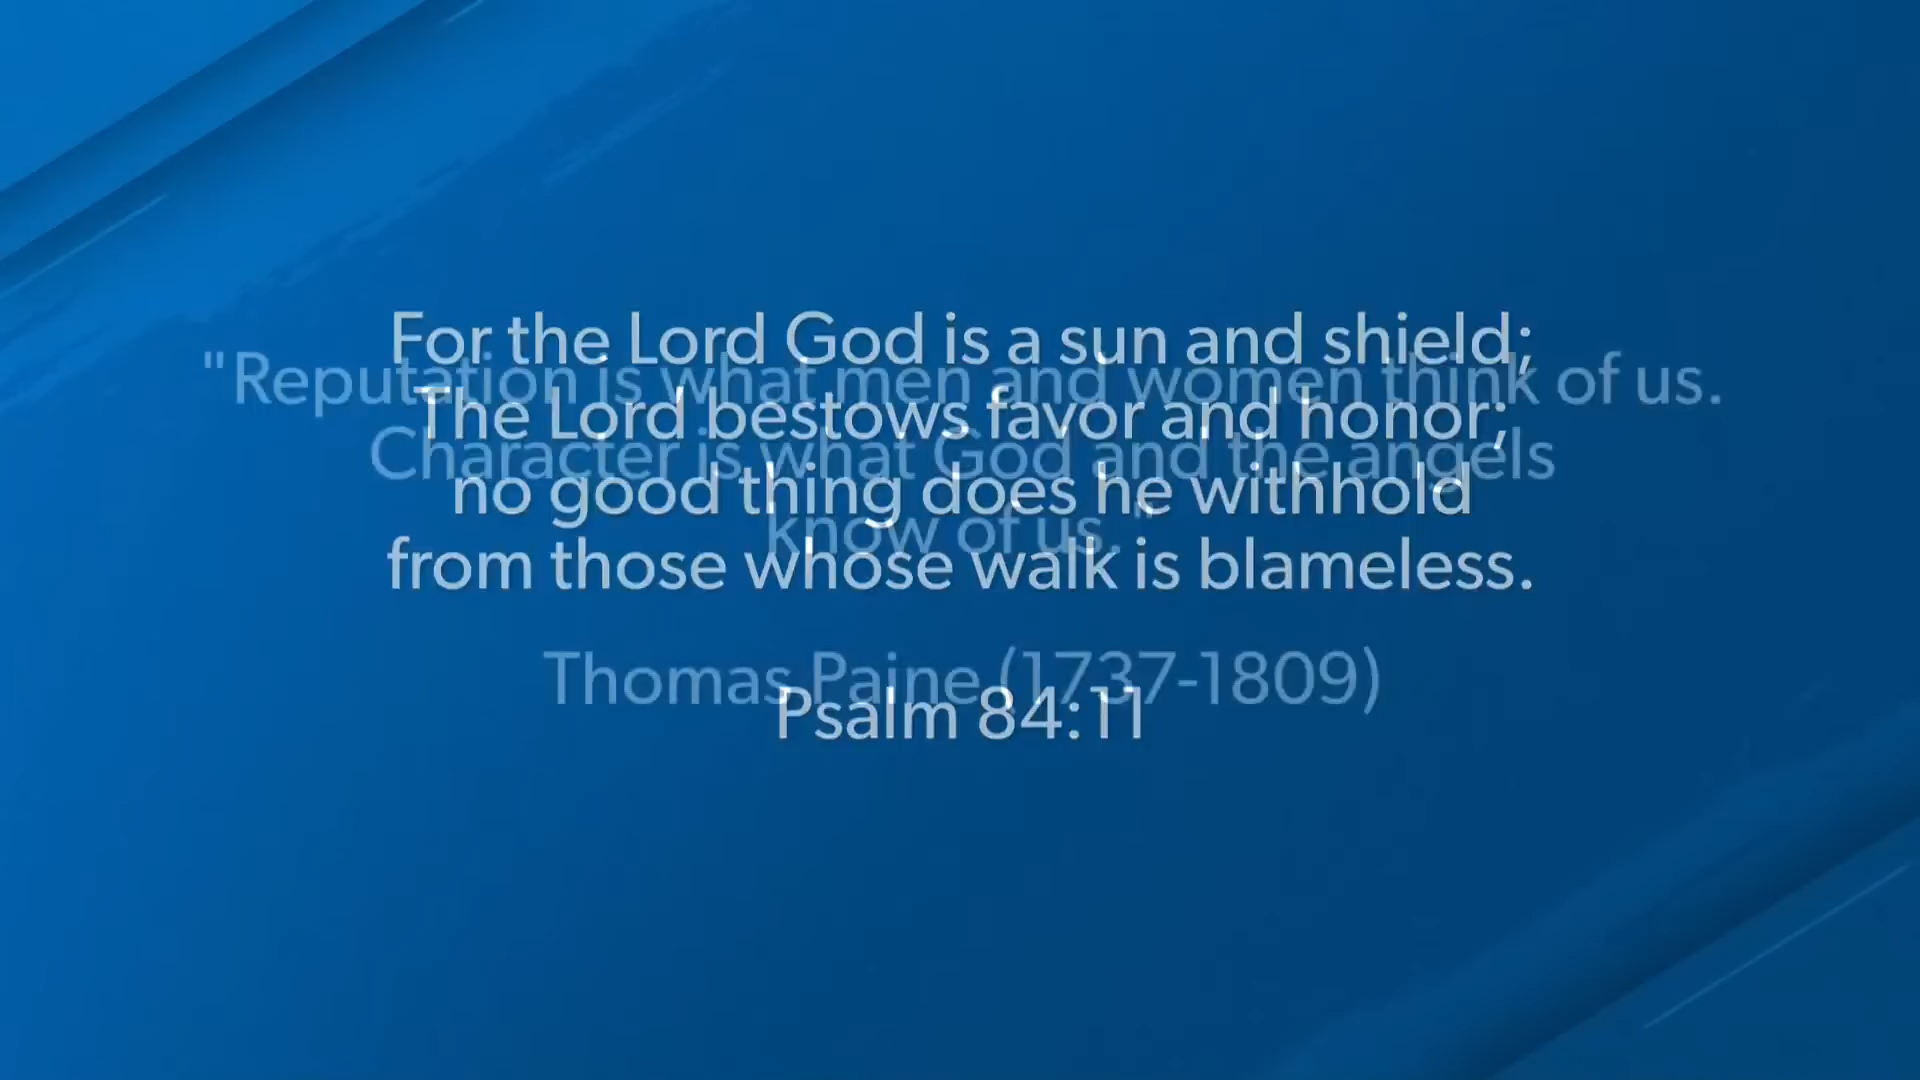 For the Lord God is a sun and shield;
The Lord bestows favor and honor;
no good thing does he withhold
from those whose walk is blameless.
Psalm 84:11
"Reputation is what men and women think of us.
Character is what God and the angels
know of us."
Thomas Paine (1737-1809)